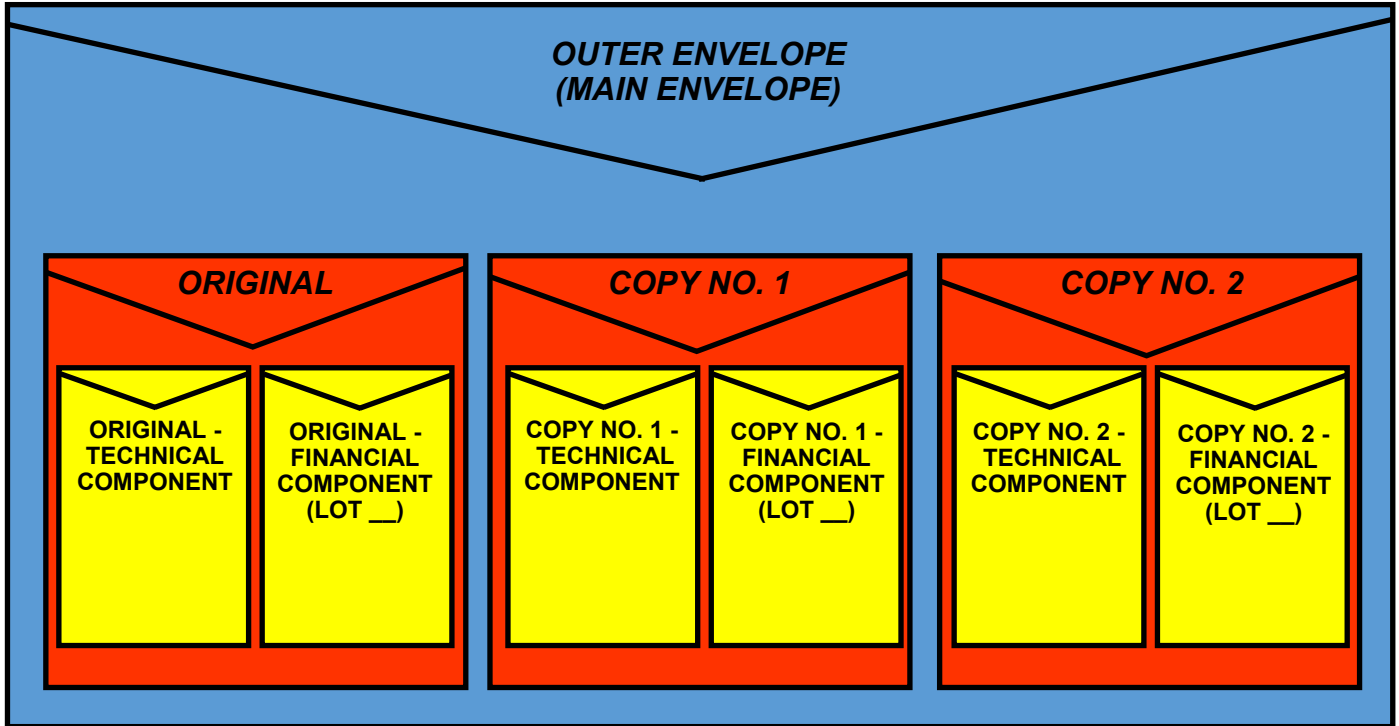 OUTER ENVELOPE
(MAIN ENVELOPE)
ORIGINAL
ORIGINAL -
TECHNICAL
COMPONENT
ORIGINAL -
FINANCIAL
COMPONENT
(LOT __)
COPY NO. 1
COPY NO. 1 -
TECHNICAL
COMPONENT
COPY NO. 1 -
FINANCIAL
COMPONENT
(LOT __)
COPY NO. 2
COPY NO. 2 -
TECHNICAL
COMPONENT
COPY NO. 2 -
FINANCIAL
COMPONENT
(LOT __)